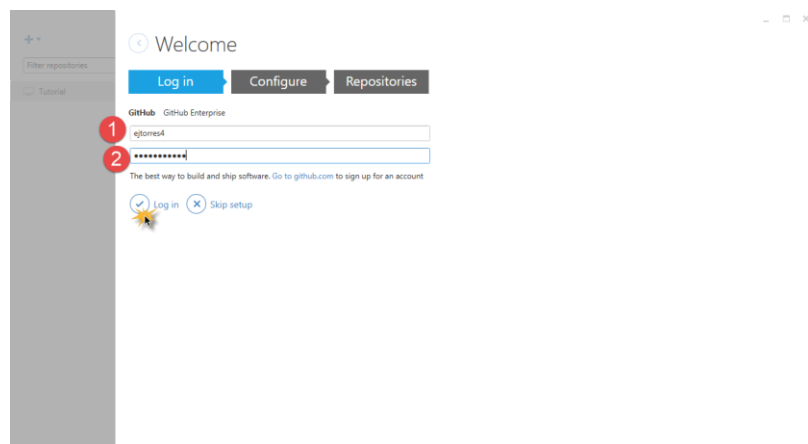 Welcome
Filter repositories
Tutorial
Log in Configure Repositories
GitHub GitHub Enterprise
1 ejtorres4
2 •••••••••••
The best way to build and ship software. Go to github.com to sign up for an account
Log in Skip setup